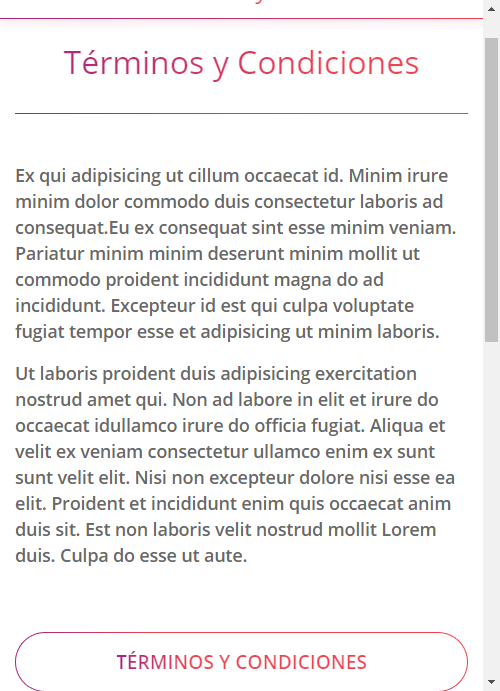 Términos y Condiciones
Ex qui adipisicing ut cillum occaecat id. Minim irure
minim dolor commodo duis consectetur laboris ad
consequat.Eu ex consequat sint esse minim veniam.
Pariatur minim minim deserunt minim mollit ut
commodo proident incididunt magna do ad
incididunt. Excepteur id est qui culpa voluptate
fugiat tempor esse et adipisicing ut minim laboris.
Ut laboris proident duis adipisicing exercitation
nostrud amet qui. Non ad labore in elit et irure do
occaecat idullamco irure do officia fugiat. Aliqua et
velit ex veniam consectetur ullamco enim ex sunt
sunt velit elit. Nisi non excepteur dolore nisi esse ea
elit. Proident et incididunt enim quis occaecat anim
duis sit. Est non laboris velit nostrud mollit Lorem
duis. Culpa do esse ut aute.
TÉRMINOS Y CONDICIONES